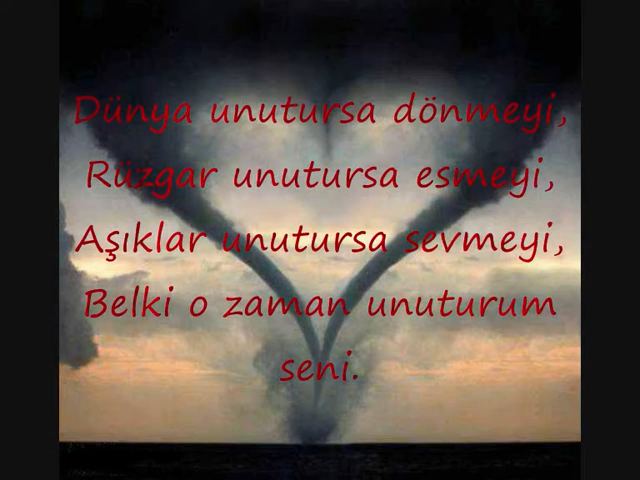 Dünya unutursa dönmeyi,
Rüzgar unutursa esmeyi,
Aşıklar unutursa sevmeyi,
Belki o zaman unuturum
seni.